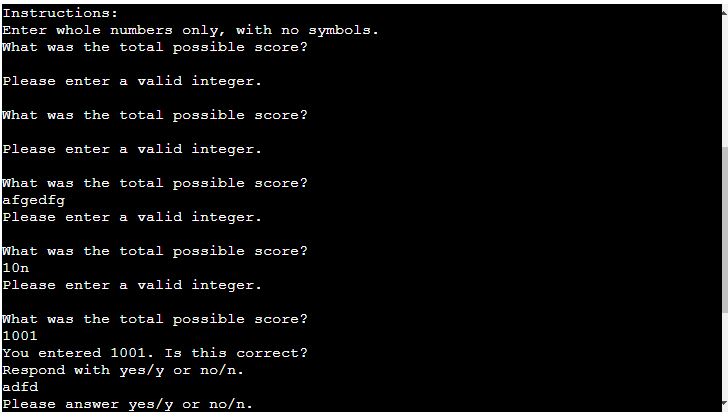 Instructions:
Enter whole numbers only, with no symbols.
What was the total possible score?
Please enter a valid integer.
What was the total possible score?
Please enter a valid integer.
What was the total possible score?
afgedfg
Please enter a valid integer.
What was the total possible score?
10n
Please enter a valid integer.
What was the total possible score?
1001
You entered 1001. Is this correct?
Respond with yes/y or no/n.
adfd
Please answer yes/y or no/n.